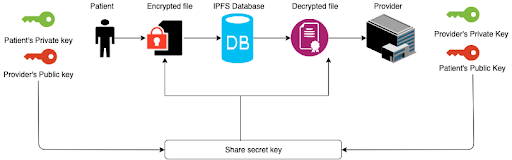 Patient
Encrypted file
IPFS Database
Decrypted file
Provider
Patient's Private key
Provider's Public key
DB
Provider's Private Key
Patient's Public Key
Share secret key